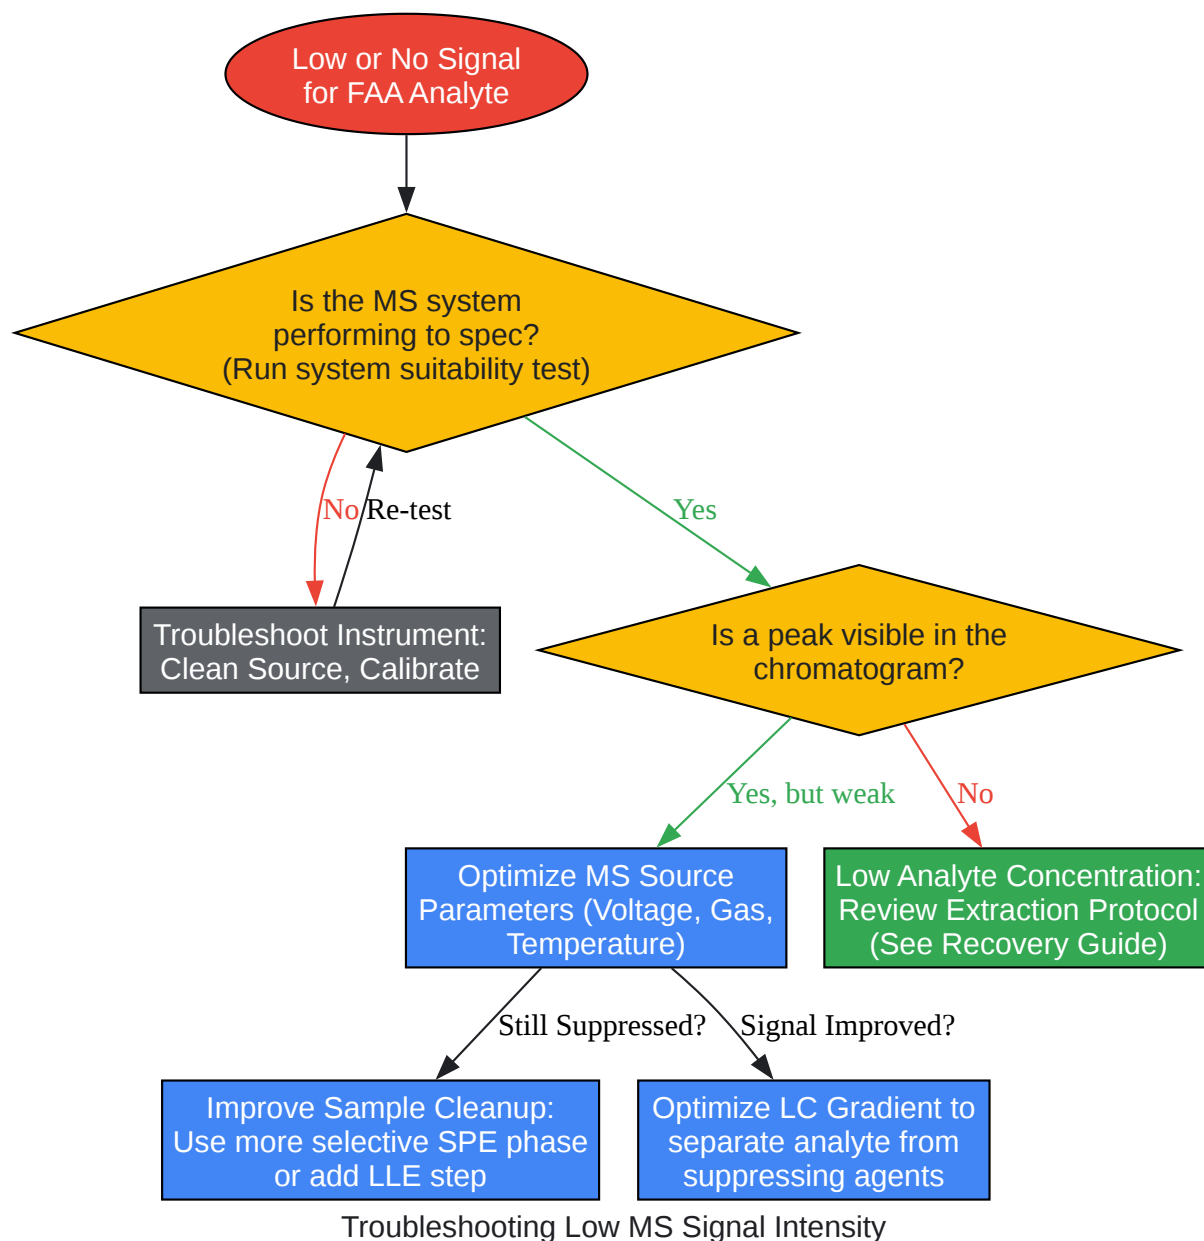 Low or No Signal
for FAA Analyte
Is the MS system
performing to spec?
(Run system suitability test)
No
Re-test
Yes
Troubleshoot Instrument:
Clean Source, Calibrate
Is a peak visible in the
chromatogram?
Yes, but weak
No
Optimize MS Source
Parameters (Voltage, Gas,
Temperature)
Low Analyte Concentration:
Review Extraction Protocol
(See Recovery Guide)
Still Suppressed?
Signal Improved?
Improve Sample Cleanup:
Use more selective SPE phase
or add LLE step
Optimize LC Gradient to
separate analyte from
suppressing agents
Troubleshooting Low MS Signal Intensity